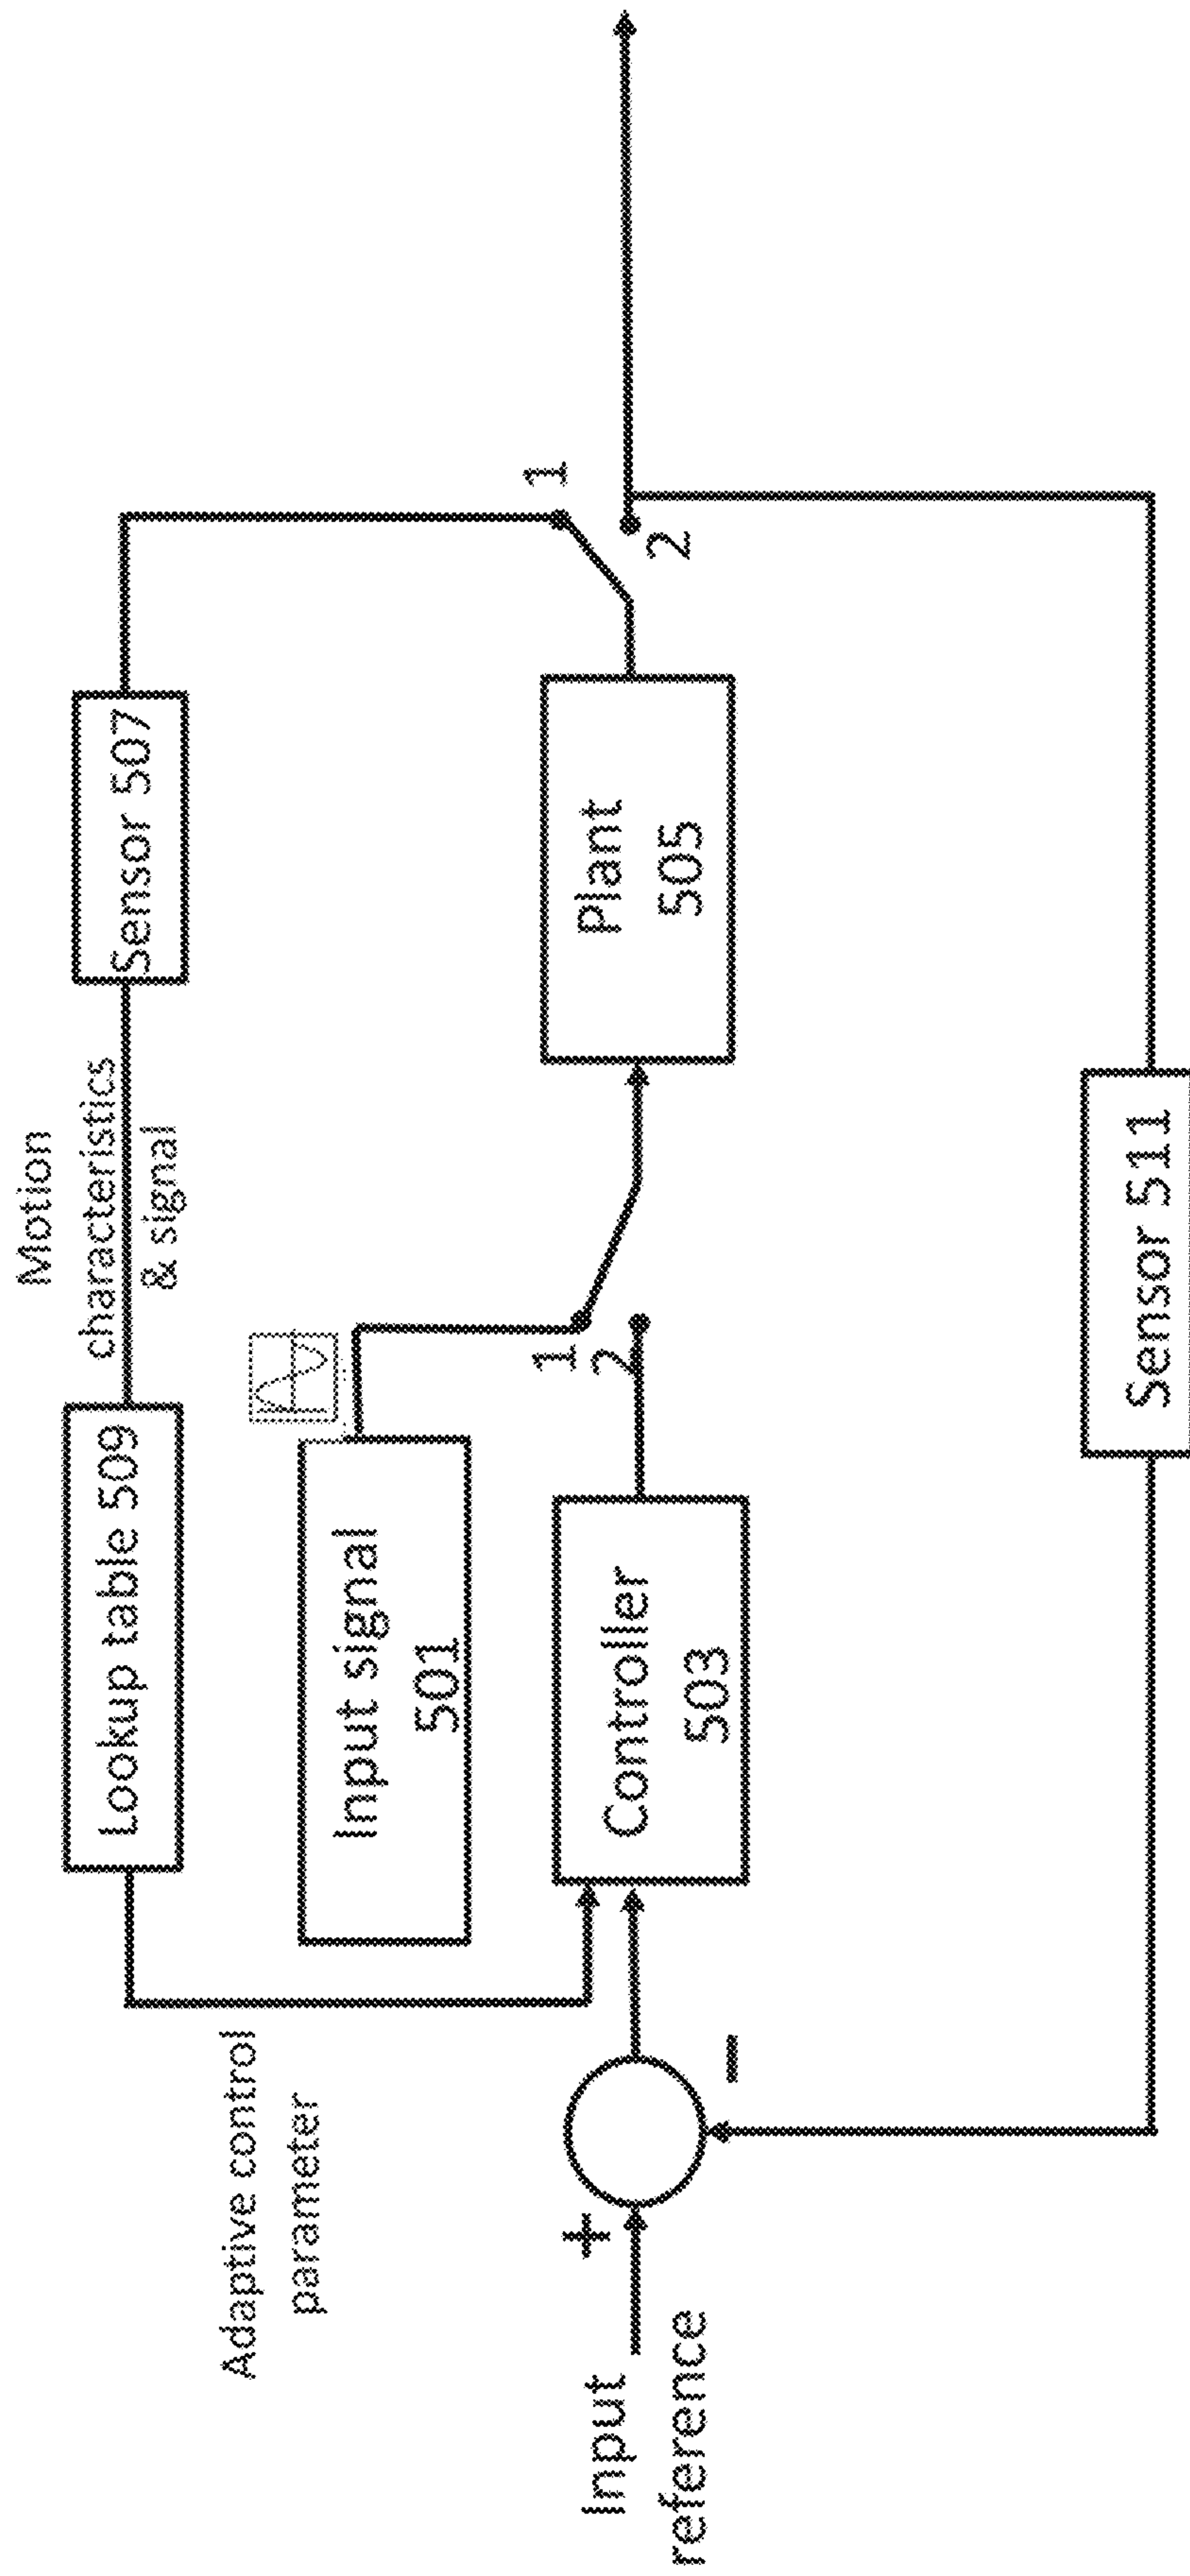 Motion
characteristics
& signal
Lookup table 509
Sensor 507
Adaptive control
parameter
Input signal
501
1
2
1
2
Controller
503
Plant
505
+
−
Input
reference
Sensor 511